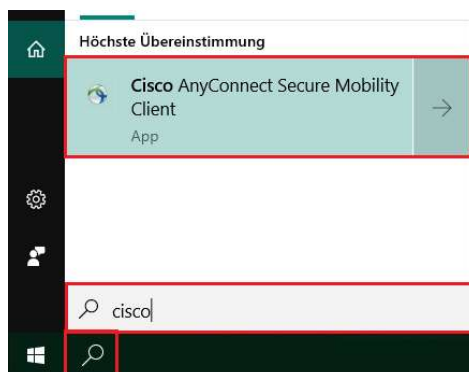 Höchste Übereinstimmung
Cisco AnyConnect Secure Mobility
Client
App
cisco